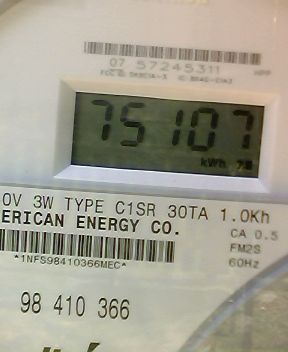 07 57245311
75107
kWh
0V 3W TYPE C1SR 30TA 1.0Kh
ERICAN ENERGY CO.
CA 0.5
FM2S
60Hz
*1NFS98410366MEC*
98 410 366